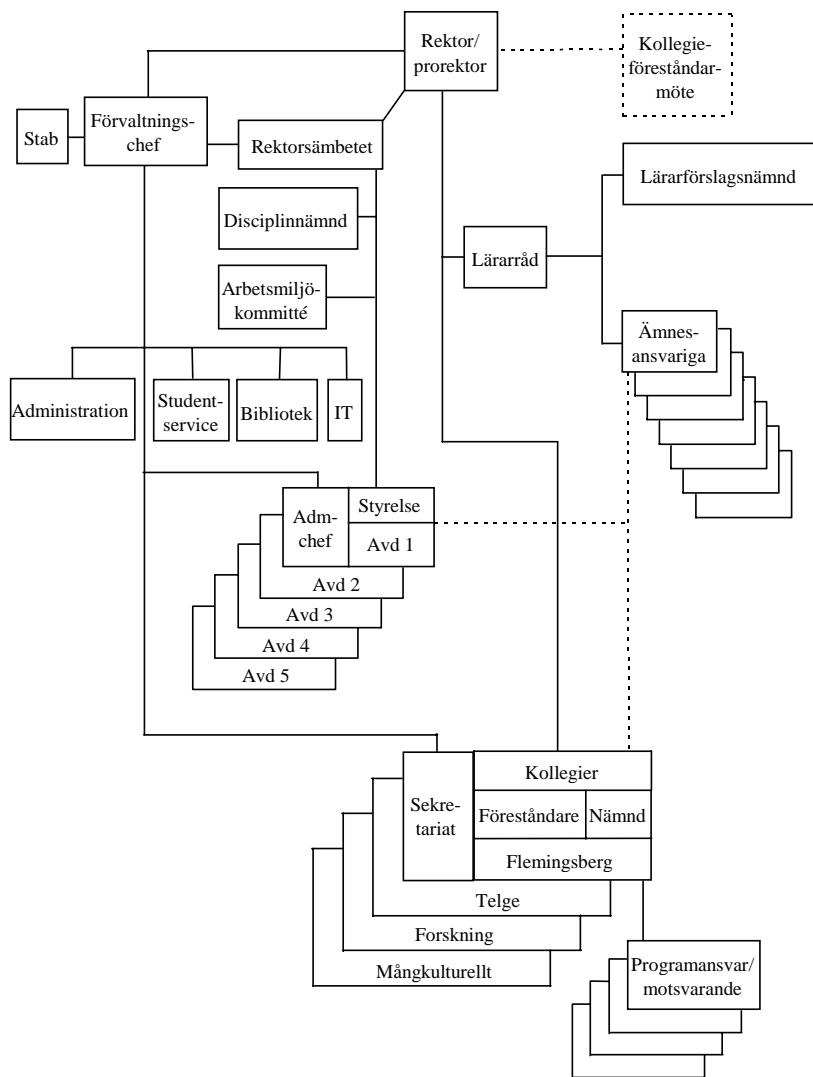 Rektor/
prorektor
Kollegie-
föreståndar-
möte
Stab
Förvaltnings-
chef
Rektorsämbetet
Lärarförslagsnämnd
Disciplinnämnd
Lärarråd
Arbetsmiljö-
kommitté
Ämnes-
ansvariga
Administration
Student-
service
Bibliotek
IT
Adm-
chef
Styrelse
Avd 1
Avd 2
Avd 3
Avd 4
Avd 5
Sekre-
tariat
Kollegier
Föreståndare
Nämnd
Flemingsberg
Telge
Forskning
Mångkulturellt
Programansvar/
motsvarande